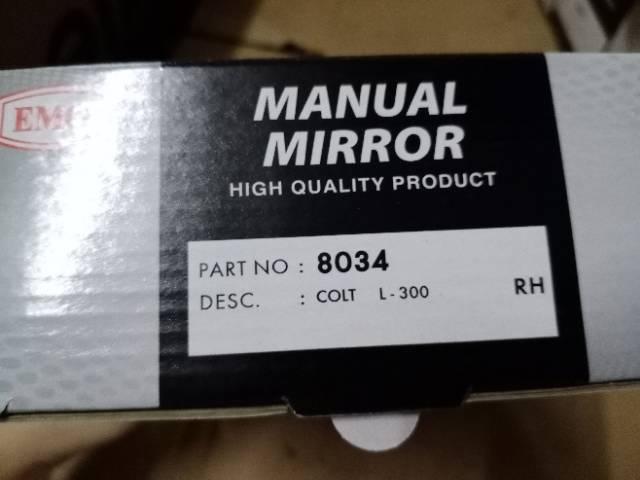 MANUAL
MIRROR
HIGH QUALITY PRODUCT
PART NO : 8034
DESC. : COLT L-300 RH